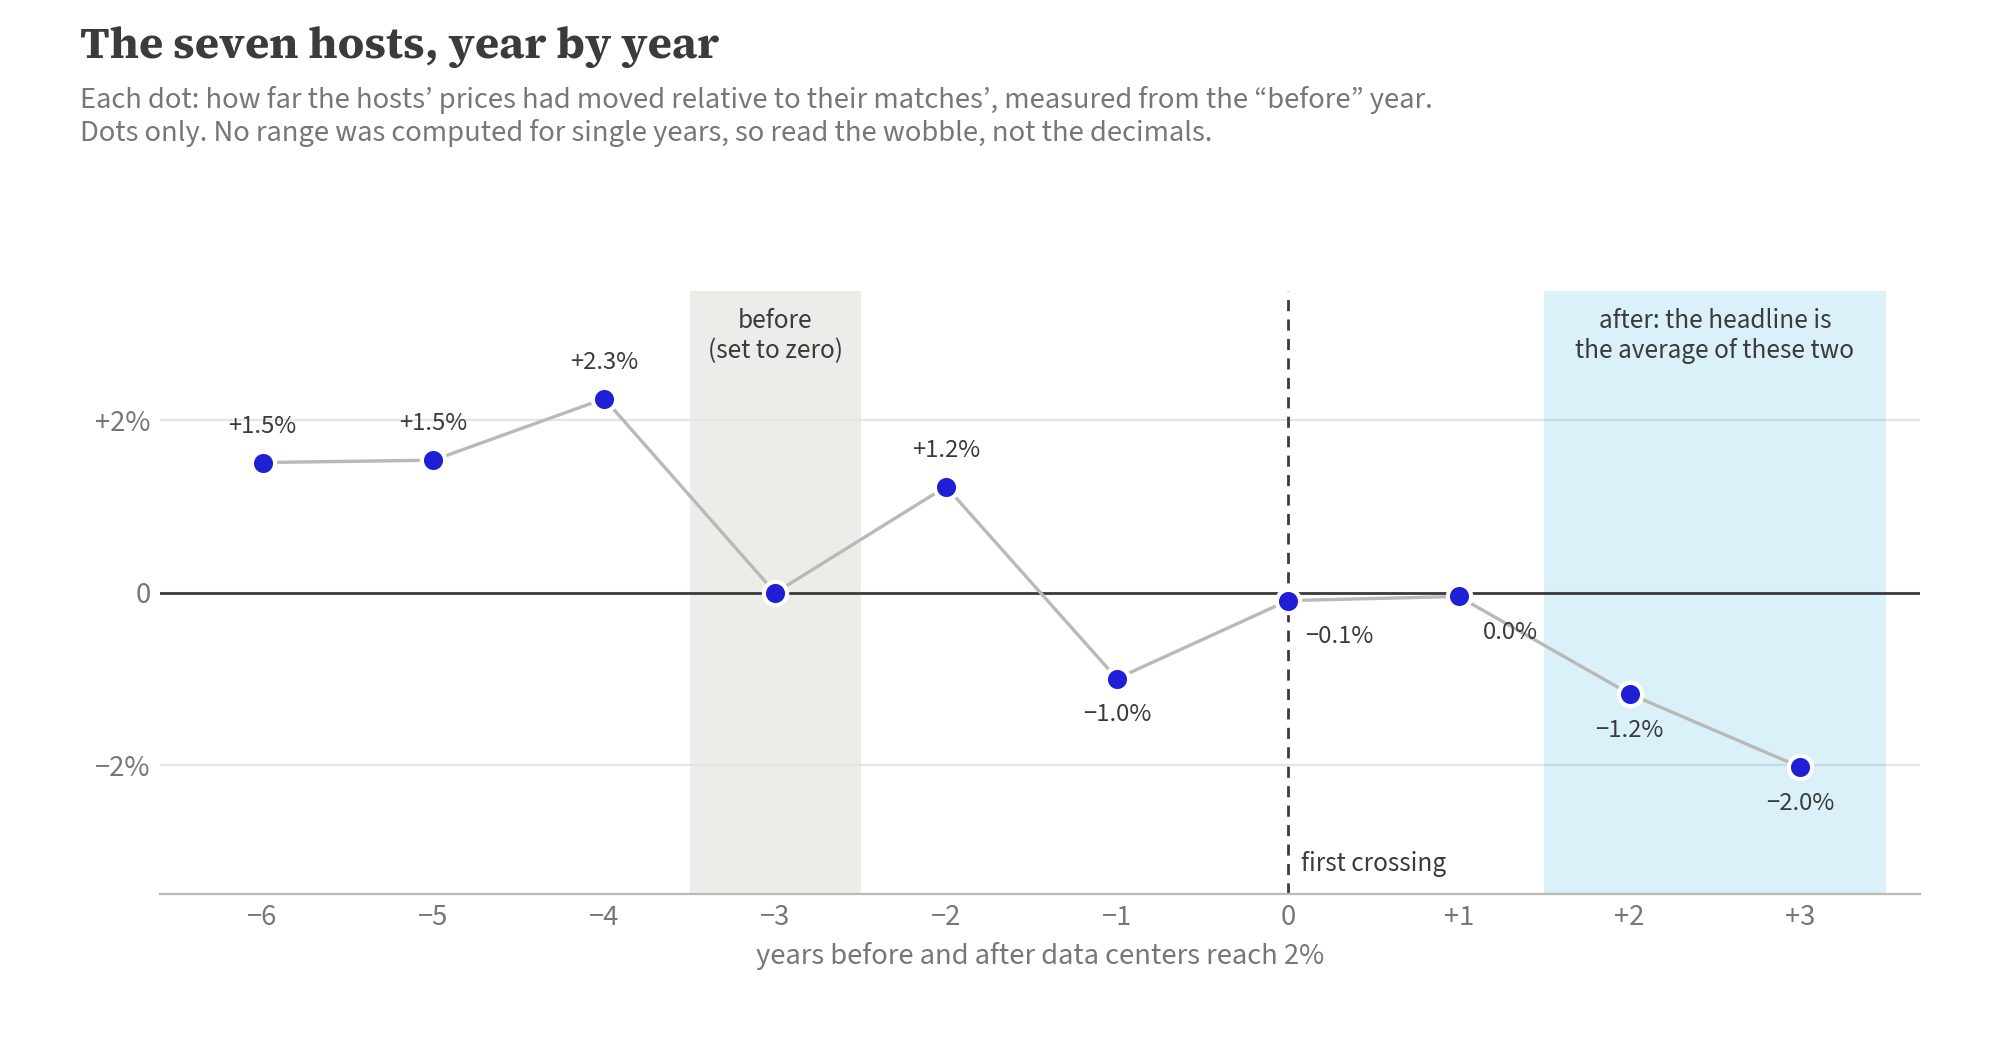 The seven hosts, year by year
Each dot: how far the hosts’ prices had moved relative to their matches’, measured from the “before” year.
Dots only. No range was computed for single years, so read the wobble, not the decimals.
before
(set to zero)
after: the headline is
the average of these two
+2.3%
+2%
+1.5%
+1.5%
+1.2%
0
−0.1%
0.0%
−1.0%
−1.2%
−2%
−2.0%
first crossing
−6 −5 −4 −3 −2 −1 0 +1 +2 +3
years before and after data centers reach 2%